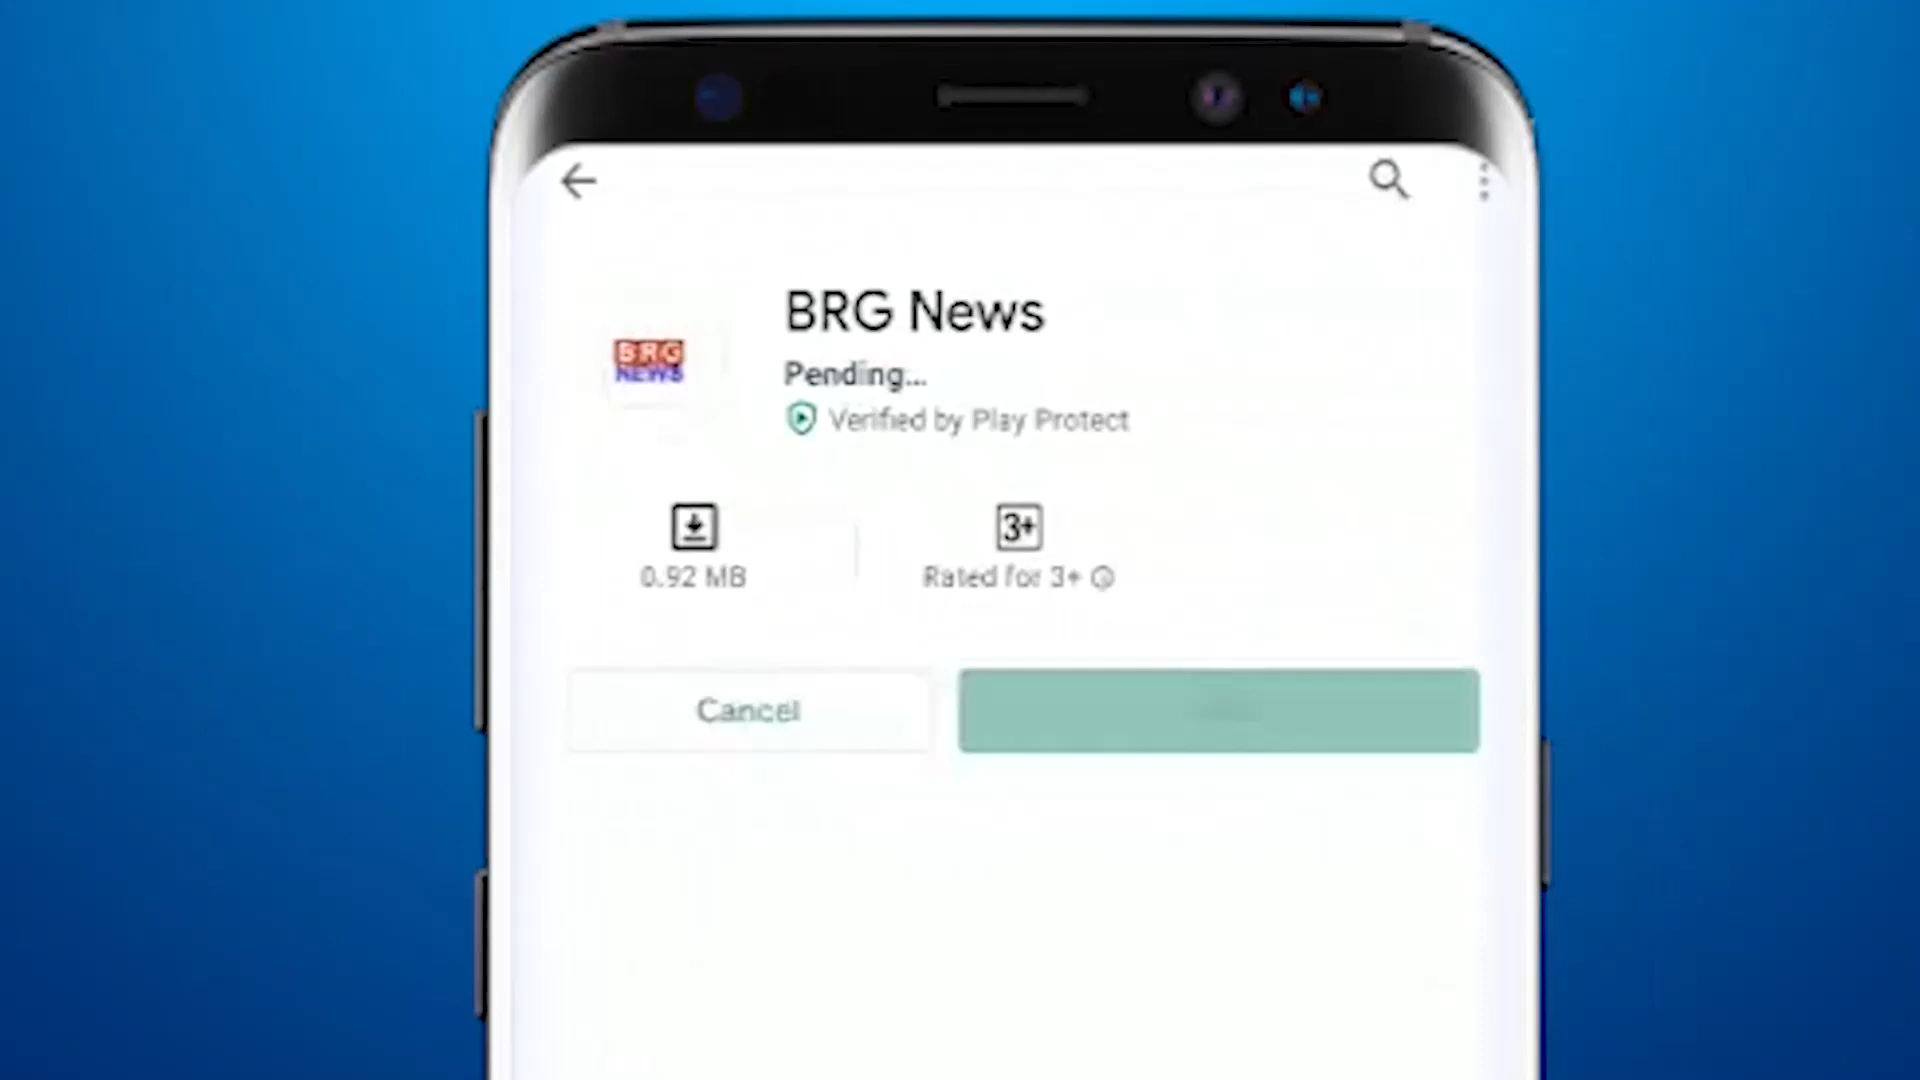 BRG News
BRG
NEWS
Pending...
Verified by Play Protect
3+
0.92 MB
Rated for 3+
Cancel